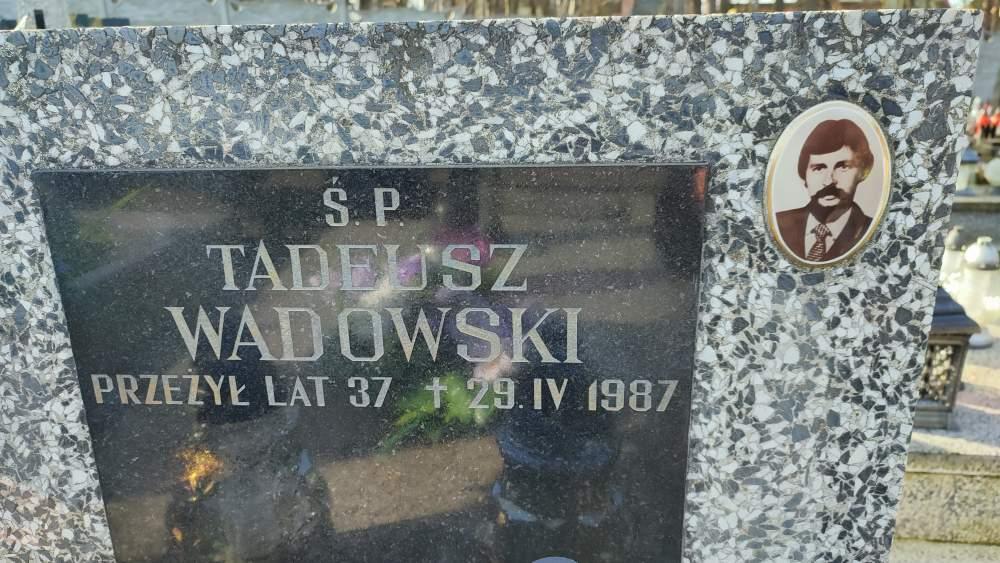 Ś. P.
TADEUSZ
WADOWSKI
PRZEŻYŁ LAT 37 ✝ 29. IV 1987